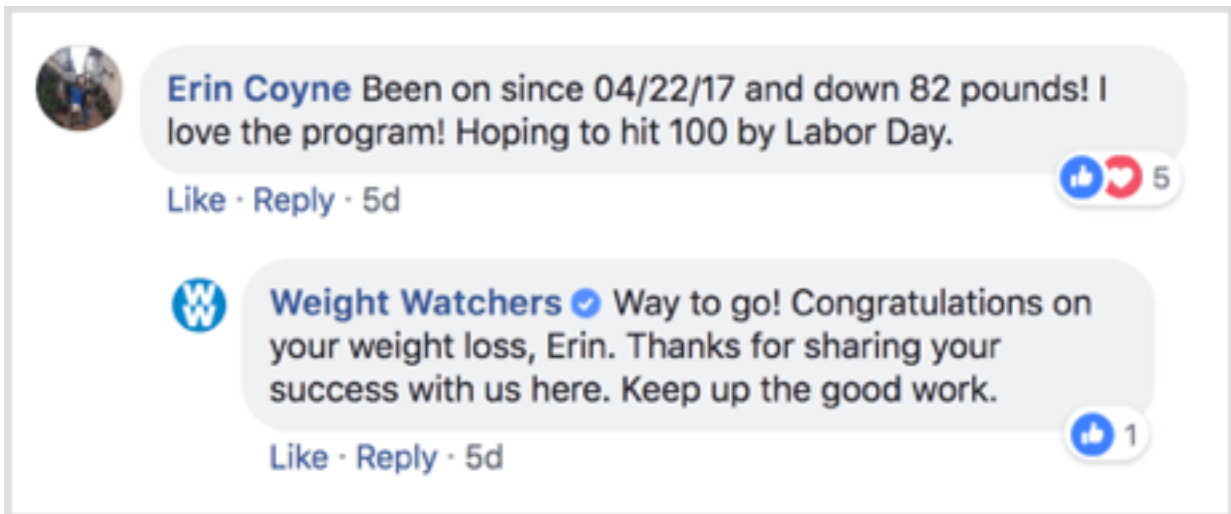 Erin Coyne Been on since 04/22/17 and down 82 pounds! I
love the program! Hoping to hit 100 by Labor Day.
5
Like · Reply · 5d
WW
Weight Watchers Way to go! Congratulations on
your weight loss, Erin. Thanks for sharing your
success with us here. Keep up the good work.
1
Like · Reply · 5d